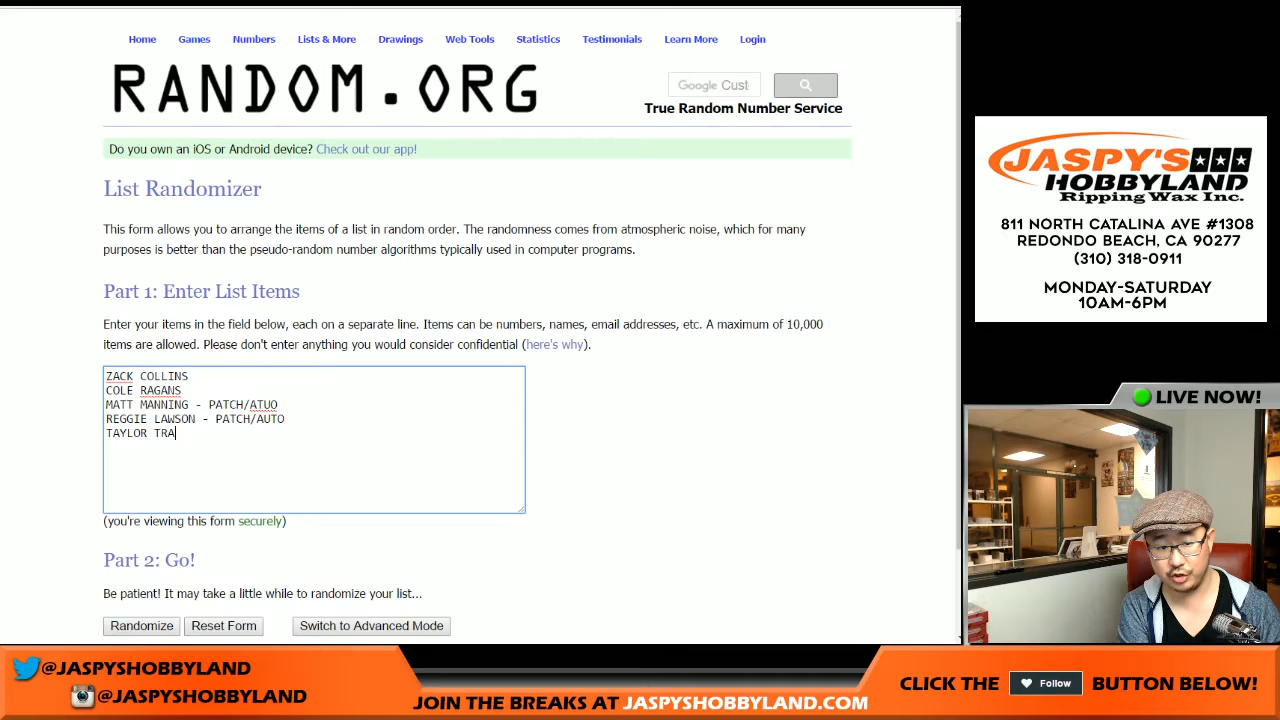 Home Games Numbers Lists & More Drawings Web Tools Statistics Testimonials Learn More Login
RANDOM.ORG
Google Cust
True Random Number Service
Do you own an iOS or Android device? Check out our app!
List Randomizer
This form allows you to arrange the items of a list in random order. The randomness comes from atmospheric noise, which for many
purposes is better than the pseudo-random number algorithms typically used in computer programs.
Part 1: Enter List Items
Enter your items in the field below, each on a separate line. Items can be numbers, names, email addresses, etc. A maximum of 10,000
items are allowed. Please don't enter anything you would consider confidential (here's why).
ZACK COLLINS
COLE RAGANS
MATT MANNING - PATCH/ATUO
REGGIE LAWSON - PATCH/AUTO
TAYLOR TRA
(you're viewing this form securely)
Part 2: Go!
Be patient! It may take a little while to randomize your list...
Randomize Reset Form Switch to Advanced Mode
JASPY'S
HOBBYLAND
Ripping Wax Inc.
811 NORTH CATALINA AVE #1308
REDONDO BEACH, CA 90277
(310) 318-0911
MONDAY-SATURDAY
10AM-6PM
LIVE NOW!
@JASPYSHOBBYLAND
@JASPYSHOBBYLAND
JOIN THE BREAKS AT JASPYSHOBBYLAND.COM
CLICK THE Follow BUTTON BELOW!